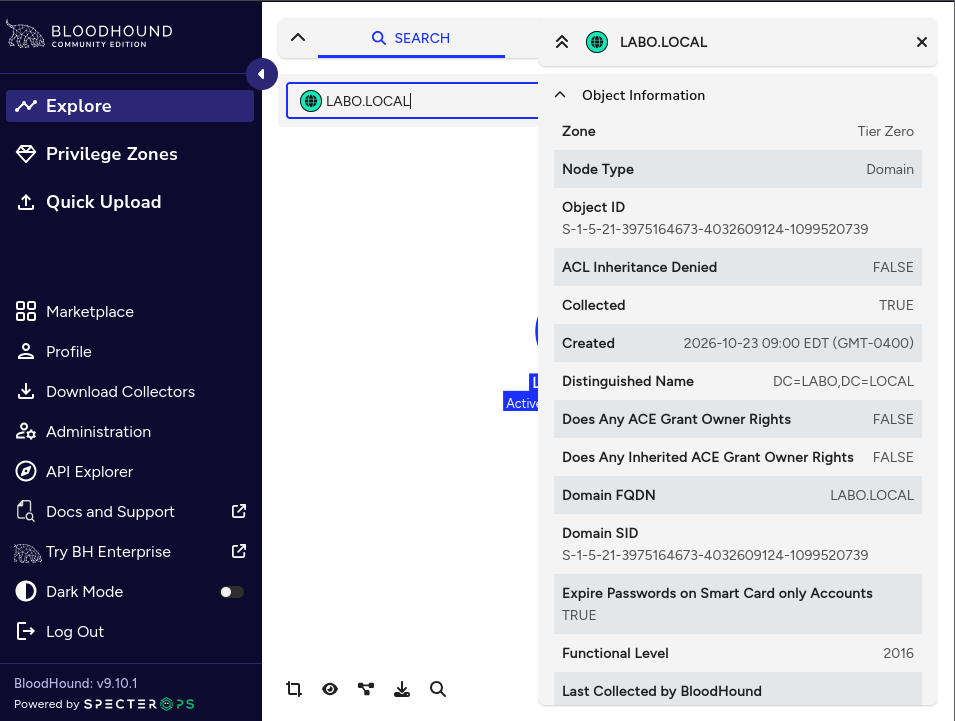 BLOODHOUND
COMMUNITY EDITION
Explore
Privilege Zones
Quick Upload
Marketplace
Profile
Download Collectors
Administration
API Explorer
Docs and Support
Try BH Enterprise
Dark Mode
Log Out
BloodHound: v9.10.1
Powered by SPECTEROPS
SEARCH
LABO.LOCAL
L
Active
LABO.LOCAL
Object Information
Zone Tier Zero
Node Type Domain
Object ID
S-1-5-21-3975164673-4032609124-1099520739
ACL Inheritance Denied FALSE
Collected TRUE
Created 2026-10-23 09:00 EDT (GMT-0400)
Distinguished Name DC=LABO,DC=LOCAL
Does Any ACE Grant Owner Rights FALSE
Does Any Inherited ACE Grant Owner Rights FALSE
Domain FQDN LABO.LOCAL
Domain SID
S-1-5-21-3975164673-4032609124-1099520739
Expire Passwords on Smart Card only Accounts
TRUE
Functional Level 2016
Last Collected by BloodHound